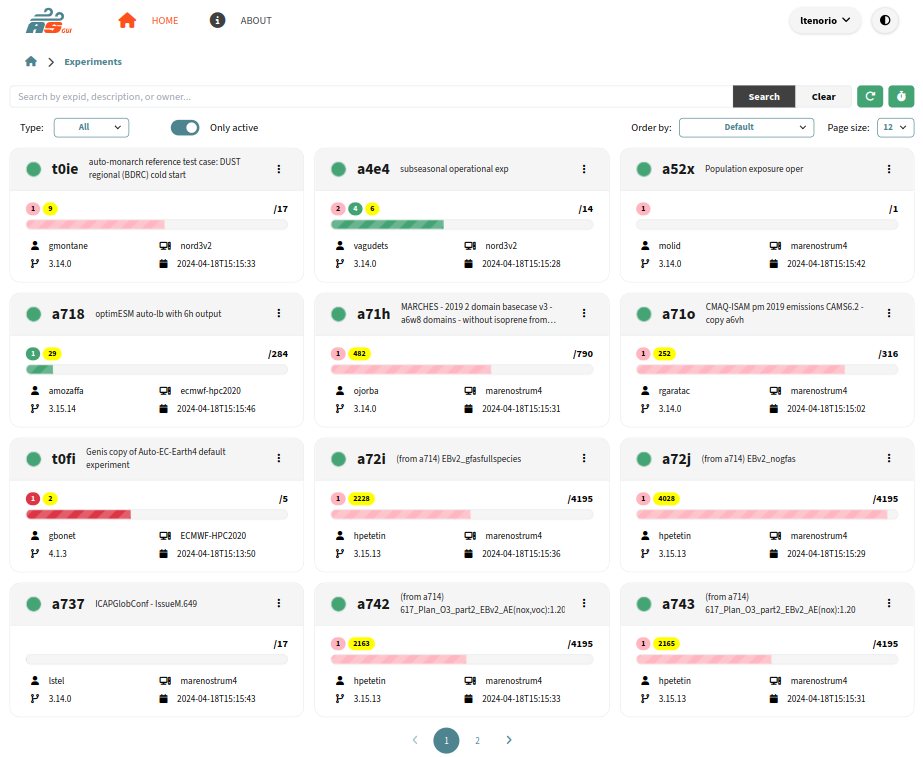 AS GUI
HOME
ABOUT
ltenorio
Experiments
Search by expid, description, or owner...
Search
Clear
Type:
All
Only active
Order by:
Default
Page size:
12
t0ie
auto-monarch reference test case: DUST
regional (BDRC) cold start
1 9 /17
gmontane nord3v2
3.14.0 2024-04-18T15:15:33
a4e4
subseasonal operational exp
2 4 6 /14
vagudets nord3v2
3.14.0 2024-04-18T15:15:28
a52x
Population exposure oper
1 /1
molid marenostrum4
3.14.0 2024-04-18T15:15:42
a718
optimESM auto-lb with 6h output
1 29 /284
amozaffa ecmwf-hpc2020
3.15.14 2024-04-18T15:15:46
a71h
MARCHES - 2019 2 domain basecase v3 -
a6w8 domains - without isoprene from...
1 482 /790
ojorba marenostrum4
3.14.0 2024-04-18T15:15:31
a71o
CMAQ-ISAM pm 2019 emissions CAMS6.2 -
copy a6vh
1 252 /316
rgaratac marenostrum4
3.14.0 2024-04-18T15:15:02
t0fi
Genis copy of Auto-EC-Earth4 default
experiment
1 2 /5
gbonet ECMWF-HPC2020
4.1.3 2024-04-18T15:13:50
a72i
(from a714) EBv2_gfasfullspecies
1 2228 /4195
hpetetin marenostrum4
3.15.13 2024-04-18T15:15:36
a72j
(from a714) EBv2_nogfas
1 4028 /4195
hpetetin marenostrum4
3.15.13 2024-04-18T15:15:29
a737
ICAPGlobConf - IssueM.649
/17
lstel marenostrum4
3.14.0 2024-04-18T15:15:43
a742
(from a714)
617_Plan_O3_part2_EBv2_AE(nox,voc):1.20
1 2163 /4195
hpetetin marenostrum4
3.15.13 2024-04-18T15:15:33
a743
(from a714)
617_Plan_O3_part2_EBv2_AE(nox):1.20
1 2165 /4195
hpetetin marenostrum4
3.15.13 2024-04-18T15:15:31
1 2